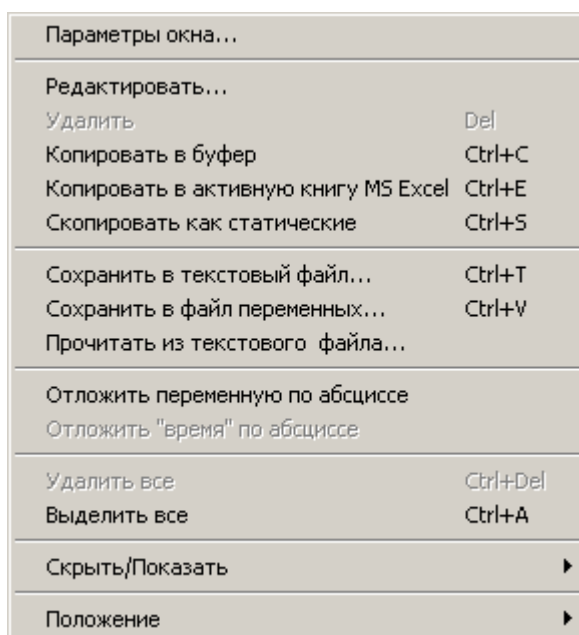 Параметры окна...
Редактировать...
Удалить Del
Копировать в буфер Ctrl+C
Копировать в активную книгу MS Excel Ctrl+E
Скопировать как статические Ctrl+S
Сохранить в текстовый файл... Ctrl+T
Сохранить в файл переменных... Ctrl+V
Прочитать из текстового файла...
Отложить переменную по абсциссе
Отложить "время" по абсциссе
Удалить все Ctrl+Del
Выделить все Ctrl+A
Скрыть/Показать
Положение